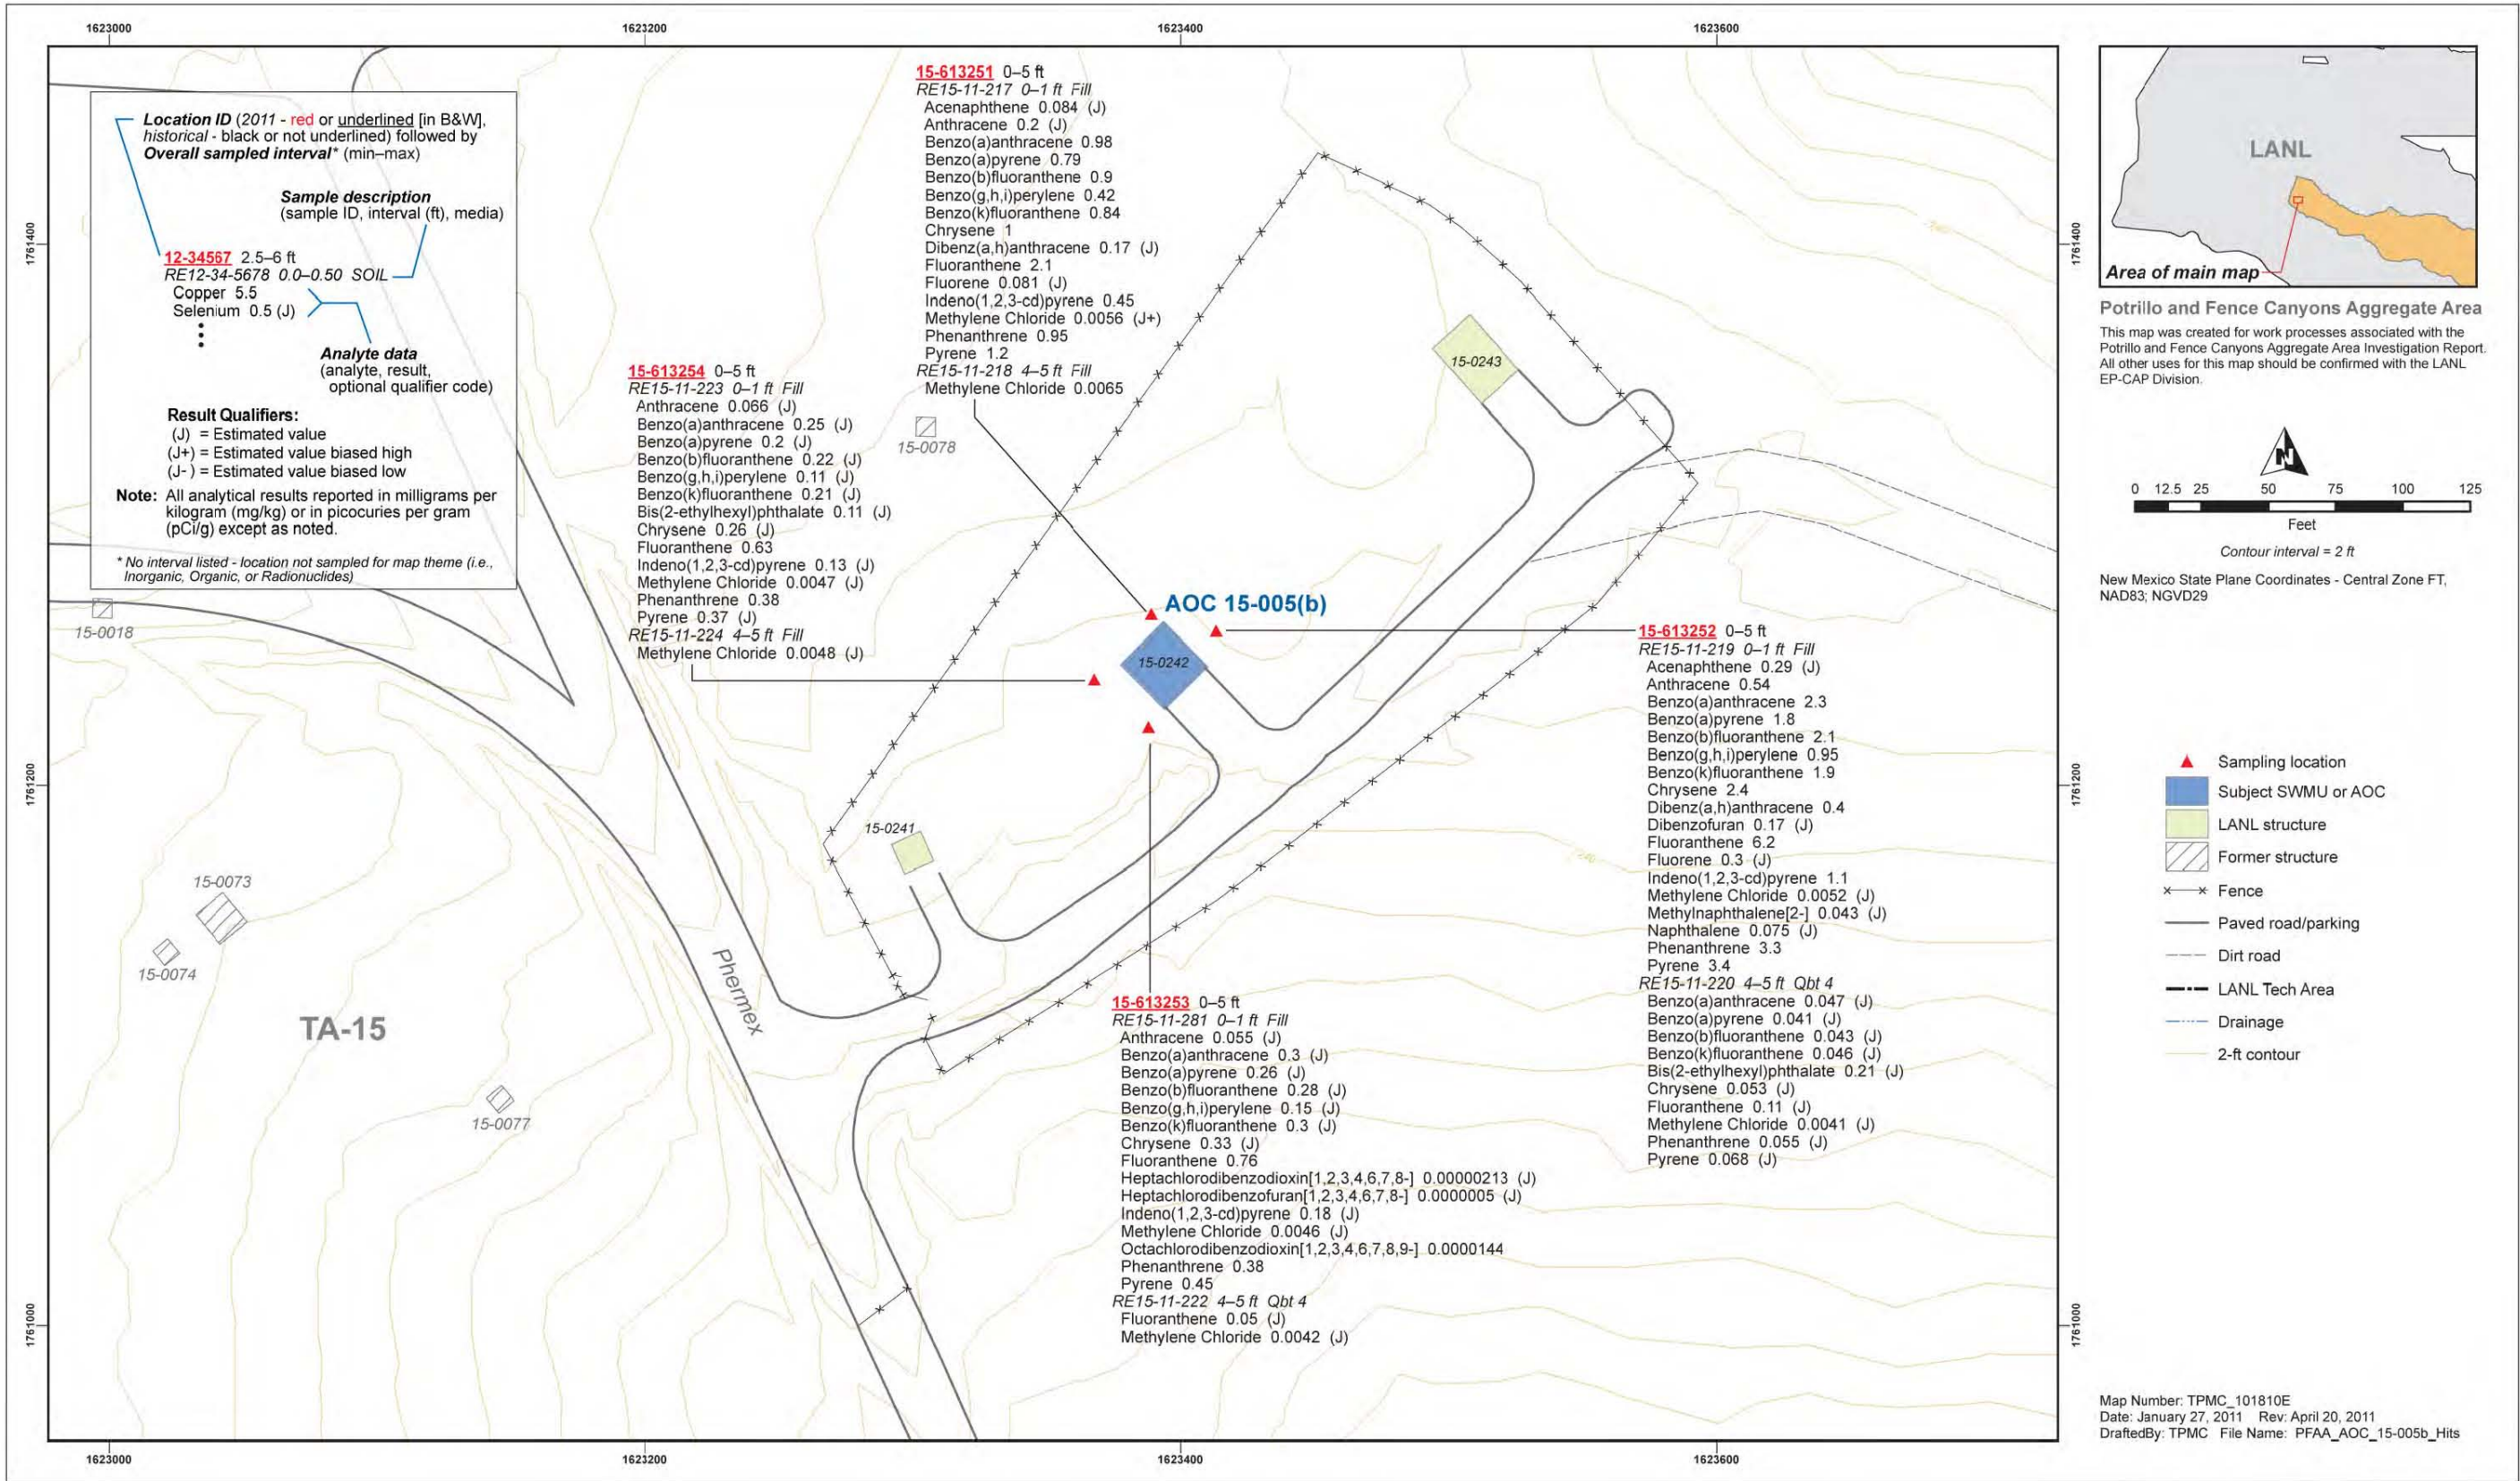 1623000
1623200
1623400
1623600
Location ID (2011 - red or underlined [in B&W],
historical - black or not underlined) followed by
Overall sampled interval* (min–max)
Sample description
(sample ID, interval (ft), media)
12-34567 2.5–6 ft
RE12-34-5678 0.0–0.50 SOIL
Copper 5.5
Selenium 0.5 (J)
Analyte data
(analyte, result,
optional qualifier code)
Result Qualifiers:
(J) = Estimated value
(J+) = Estimated value biased high
(J-) = Estimated value biased low
Note: All analytical results reported in milligrams per
kilogram (mg/kg) or in picocuries per gram
(pCi/g) except as noted.
* No interval listed - location not sampled for map theme (i.e.,
Inorganic, Organic, or Radionuclides)
15-613251 0–5 ft
RE15-11-217 0–1 ft Fill
Acenaphthene 0.084 (J)
Anthracene 0.2 (J)
Benzo(a)anthracene 0.98
Benzo(a)pyrene 0.79
Benzo(b)fluoranthene 0.9
Benzo(g,h,i)perylene 0.42
Benzo(k)fluoranthene 0.84
Chrysene 1
Dibenz(a,h)anthracene 0.17 (J)
Fluoranthene 2.1
Fluorene 0.081 (J)
Indeno(1,2,3-cd)pyrene 0.45
Methylene Chloride 0.0056 (J+)
Phenanthrene 0.95
Pyrene 1.2
RE15-11-218 4–5 ft Fill
Methylene Chloride 0.0065
15-613254 0–5 ft
RE15-11-223 0–1 ft Fill
Anthracene 0.066 (J)
Benzo(a)anthracene 0.25 (J)
Benzo(a)pyrene 0.2 (J)
Benzo(b)fluoranthene 0.22 (J)
Benzo(g,h,i)perylene 0.11 (J)
Benzo(k)fluoranthene 0.21 (J)
Bis(2-ethylhexyl)phthalate 0.11 (J)
Chrysene 0.26 (J)
Fluoranthene 0.63
Indeno(1,2,3-cd)pyrene 0.13 (J)
Methylene Chloride 0.0047 (J)
Phenanthrene 0.38
Pyrene 0.37 (J)
RE15-11-224 4–5 ft Fill
Methylene Chloride 0.0048 (J)
15-0078
15-0243
15-0018
AOC 15-005(b)
15-0242
15-0241
15-0073
15-0074
TA-15
15-0077
Phermex
15-613252 0–5 ft
RE15-11-219 0–1 ft Fill
Acenaphthene 0.29 (J)
Anthracene 0.54
Benzo(a)anthracene 2.3
Benzo(a)pyrene 1.8
Benzo(b)fluoranthene 2.1
Benzo(g,h,i)perylene 0.95
Benzo(k)fluoranthene 1.9
Chrysene 2.4
Dibenz(a,h)anthracene 0.4
Dibenzofuran 0.17 (J)
Fluoranthene 6.2
Fluorene 0.3 (J)
Indeno(1,2,3-cd)pyrene 1.1
Methylene Chloride 0.0052 (J)
Methylnaphthalene[2-] 0.043 (J)
Naphthalene 0.075 (J)
Phenanthrene 3.3
Pyrene 3.4
RE15-11-220 4–5 ft Qbt 4
Benzo(a)anthracene 0.047 (J)
Benzo(a)pyrene 0.041 (J)
Benzo(b)fluoranthene 0.043 (J)
Benzo(k)fluoranthene 0.046 (J)
Bis(2-ethylhexyl)phthalate 0.21 (J)
Chrysene 0.053 (J)
Fluoranthene 0.11 (J)
Methylene Chloride 0.0041 (J)
Phenanthrene 0.055 (J)
Pyrene 0.068 (J)
15-613253 0–5 ft
RE15-11-281 0–1 ft Fill
Anthracene 0.055 (J)
Benzo(a)anthracene 0.3 (J)
Benzo(a)pyrene 0.26 (J)
Benzo(b)fluoranthene 0.28 (J)
Benzo(g,h,i)perylene 0.15 (J)
Benzo(k)fluoranthene 0.3 (J)
Chrysene 0.33 (J)
Fluoranthene 0.76
Heptachlorodibenzodioxin[1,2,3,4,6,7,8-] 0.00000213 (J)
Heptachlorodibenzofuran[1,2,3,4,6,7,8-] 0.0000005 (J)
Indeno(1,2,3-cd)pyrene 0.18 (J)
Methylene Chloride 0.0046 (J)
Octachlorodibenzodioxin[1,2,3,4,6,7,8,9-] 0.0000144
Phenanthrene 0.38
Pyrene 0.45
RE15-11-222 4–5 ft Qbt 4
Fluoranthene 0.05 (J)
Methylene Chloride 0.0042 (J)
1761400
1761200
1761000
1761400
1761200
1761000
1623000
1623200
1623400
1623600
LANL
Area of main map
Potrillo and Fence Canyons Aggregate Area
This map was created for work processes associated with the
Potrillo and Fence Canyons Aggregate Area Investigation Report.
All other uses for this map should be confirmed with the LANL
EP-CAP Division.
N
0 12.5 25 50 75 100 125
Feet
Contour interval = 2 ft
New Mexico State Plane Coordinates - Central Zone FT,
NAD83; NGVD29
Sampling location
Subject SWMU or AOC
LANL structure
Former structure
Fence
Paved road/parking
Dirt road
LANL Tech Area
Drainage
2-ft contour
Map Number: TPMC_101810E
Date: January 27, 2011 Rev: April 20, 2011
DraftedBy: TPMC File Name: PFAA_AOC_15-005b_Hits